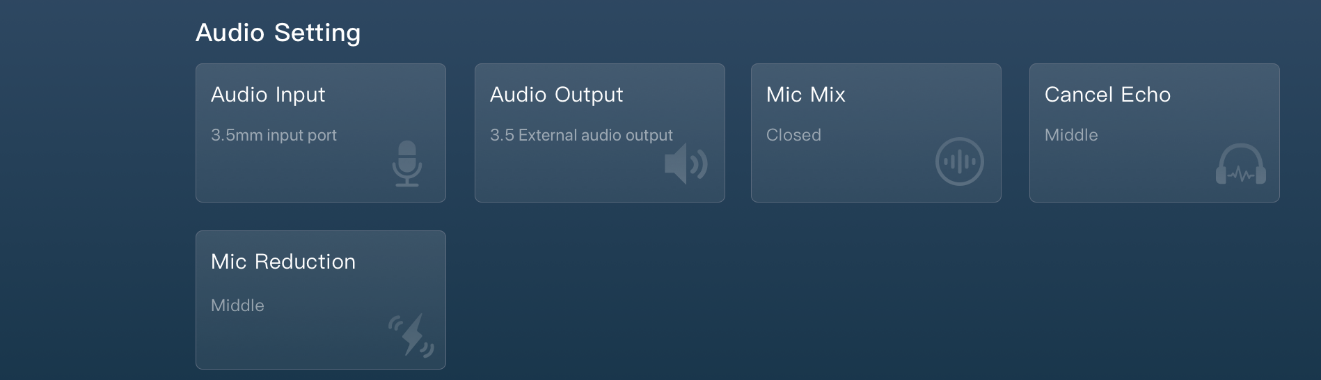 Audio Setting
Audio Input
3.5mm input port
Audio Output
3.5 External audio output
Mic Mix
Closed
Cancel Echo
Middle
Mic Reduction
Middle